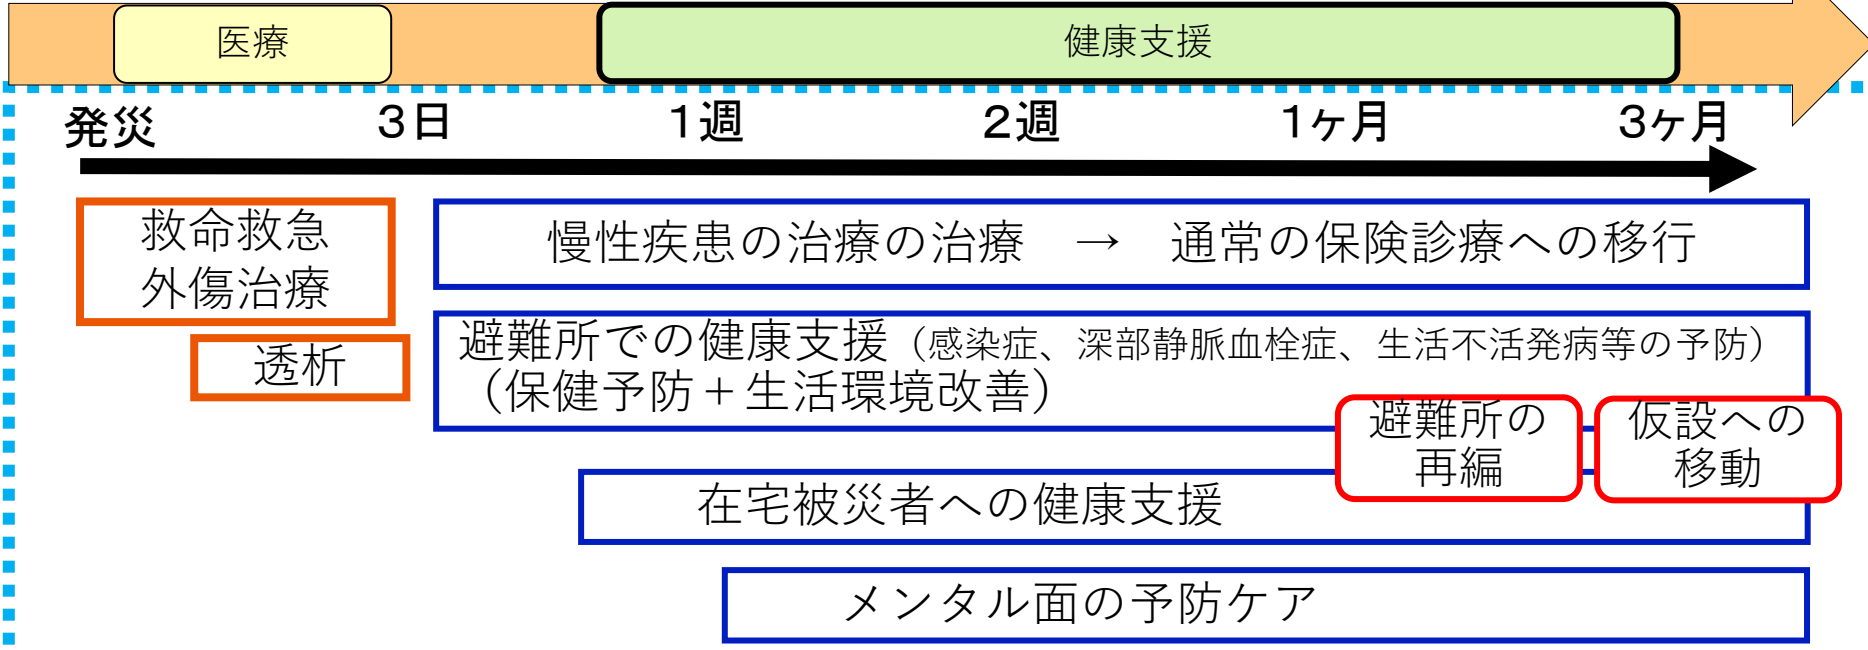 医療
健康支援
発災
3日
1週
2週
1ヶ月
3ヶ月
救命救急
外傷治療
慢性疾患の治療の治療　→　通常の保険診療への移行
透析
避難所での健康支援（感染症、深部静脈血栓症、生活不活発病等の予防）
（保健予防＋生活環境改善）
避難所の
再編
仮設への
移動
在宅被災者への健康支援
メンタル面の予防ケア